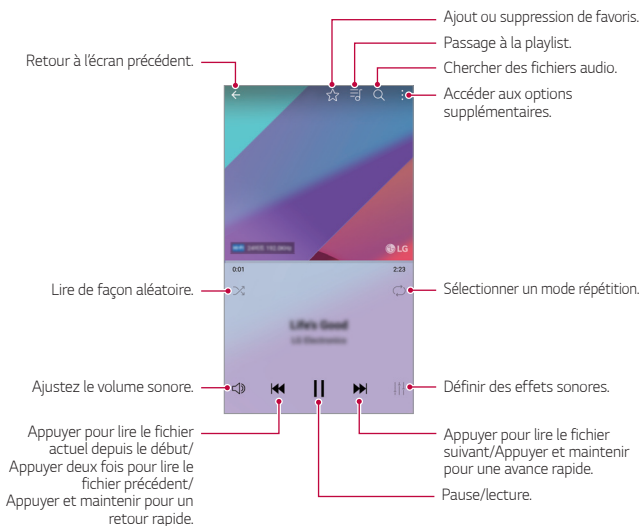 Ajout ou suppression de favoris.
Passage à la playlist.
Retour à l'écran précédent.
Chercher des fichiers audio.
Accéder aux options
supplémentaires.
LG
0:01
2:23
Lire de façon aléatoire.
Sélectionner un mode répétition.
Life's Good
LG Electronics
Ajustez le volume sonore.
Définir des effets sonores.
Appuyer pour lire le fichier
actuel depuis le début/
Appuyer deux fois pour lire le
fichier précédent/
Appuyer et maintenir pour un
retour rapide.
Appuyer pour lire le fichier
suivant/Appuyer et maintenir
pour une avance rapide.
Pause/lecture.